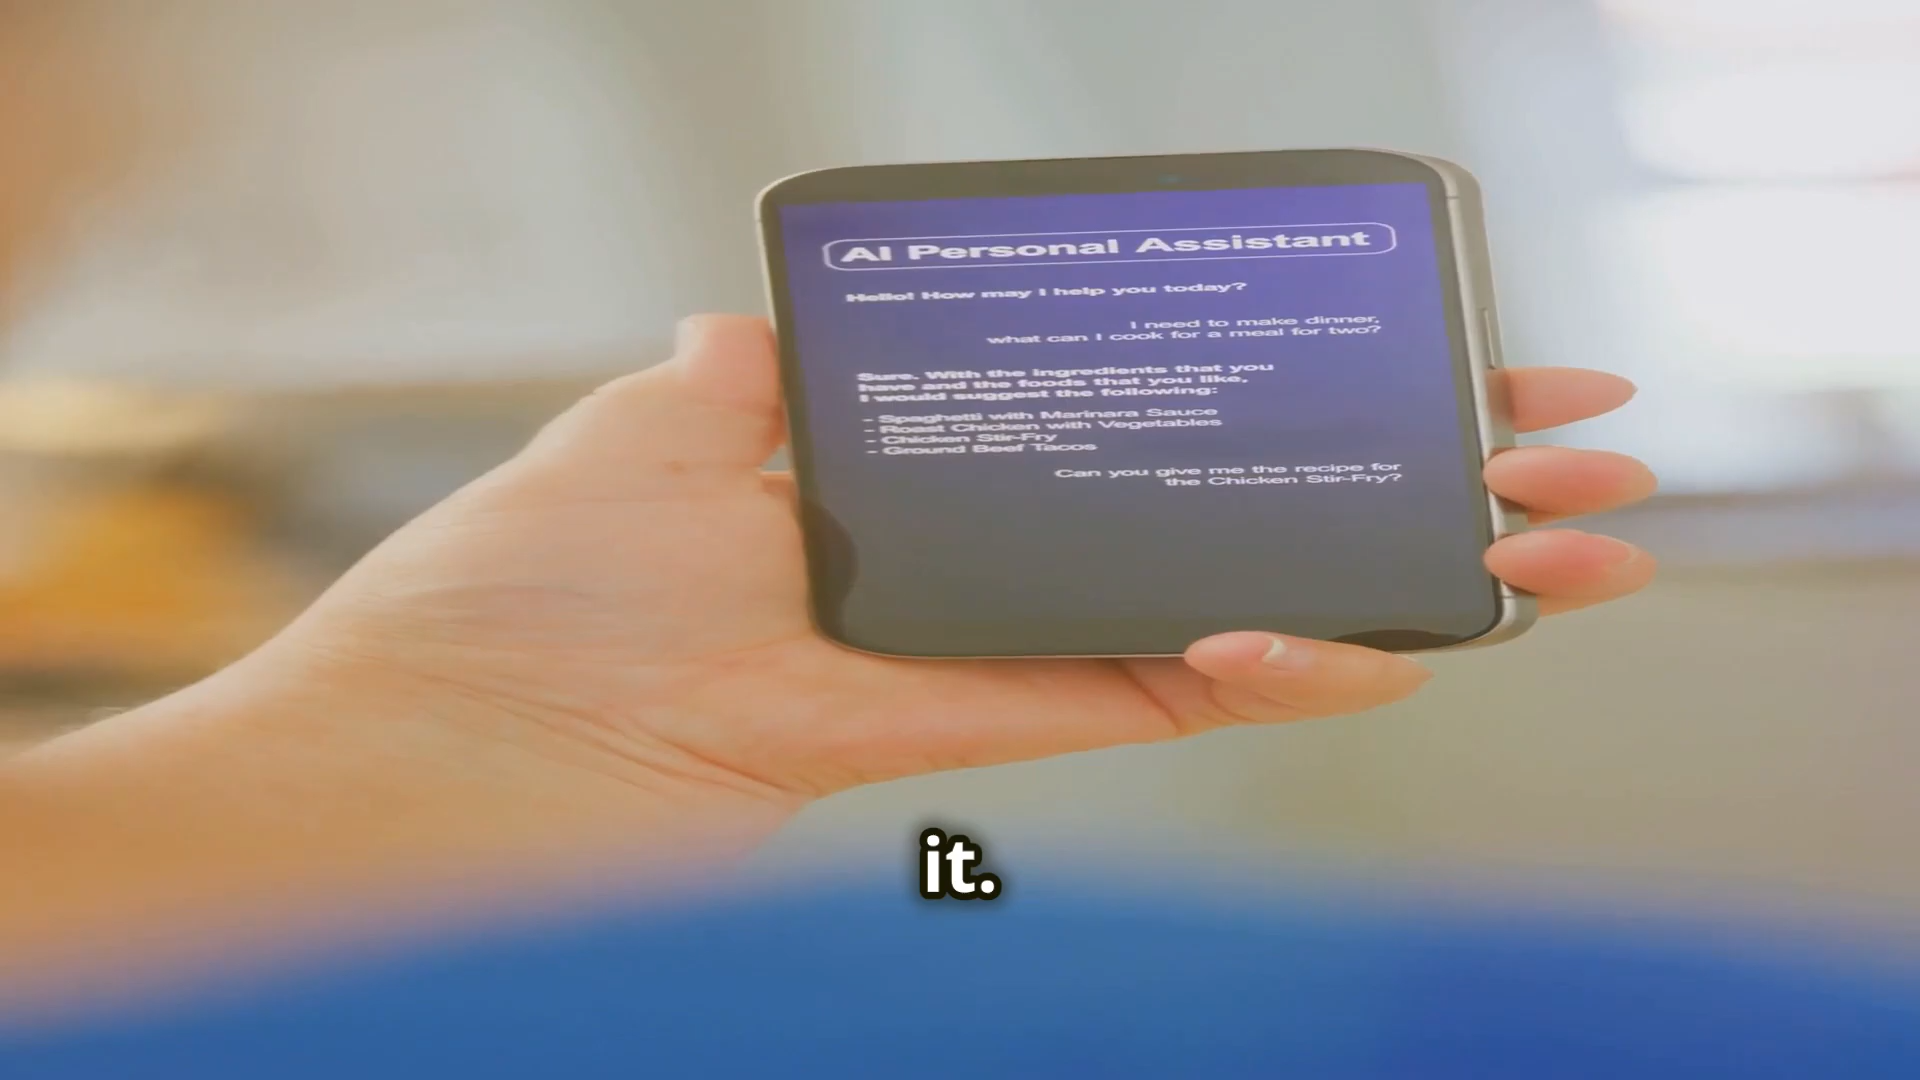 AI Personal Assistant
Hello! How may I help you today?
I need to make dinner,
what can I cook for a meal for two?
Sure. With the ingredients that you
have and the foods that you like,
I would suggest the following:
- Spaghetti with Marinara Sauce
- Roast Chicken with Vegetables
- Chicken Stir-Fry
- Ground Beef Tacos
Can you give me the recipe for
the Chicken Stir-Fry?
it.